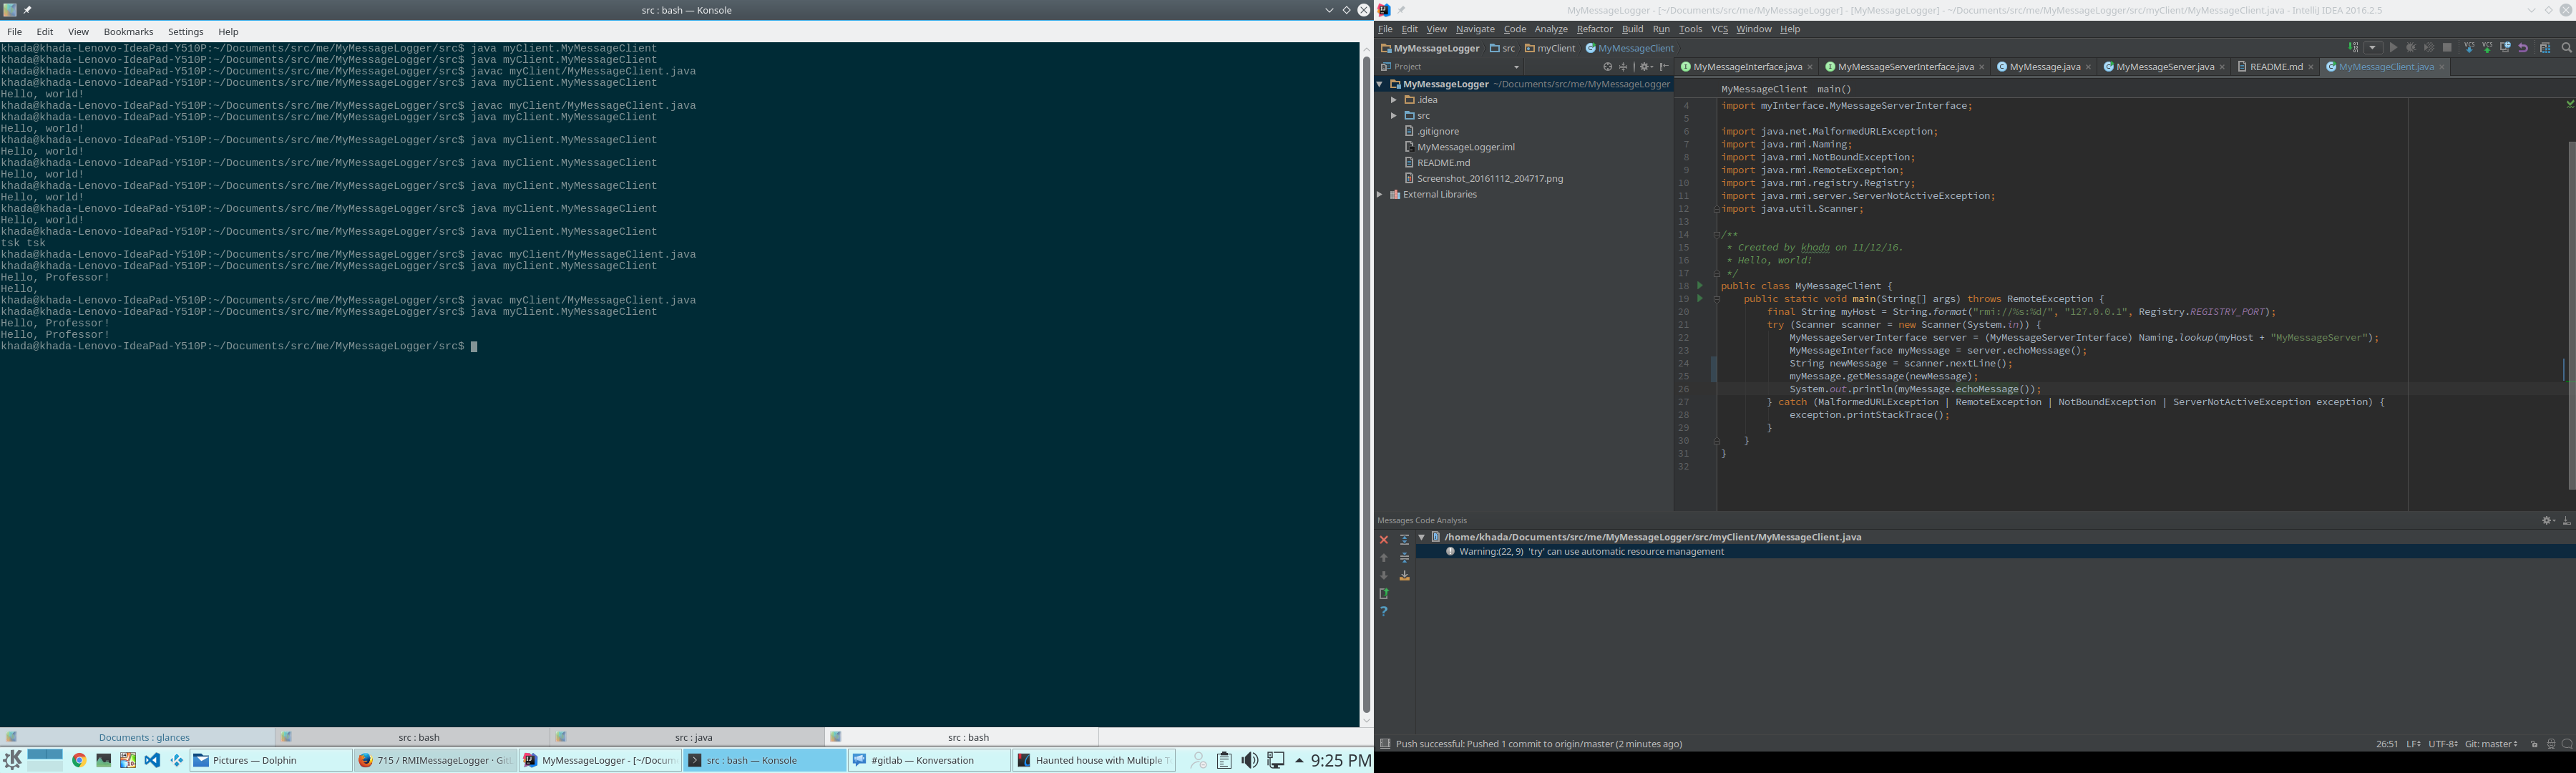 src : bash — Konsole
File Edit View Bookmarks Settings Help
khada@khada-Lenovo-IdeaPad-Y510P:~/Documents/src/me/MyMessageLogger/src$ java myClient.MyMessageClient
khada@khada-Lenovo-IdeaPad-Y510P:~/Documents/src/me/MyMessageLogger/src$ java myClient.MyMessageClient
khada@khada-Lenovo-IdeaPad-Y510P:~/Documents/src/me/MyMessageLogger/src$ javac myClient/MyMessageClient.java
khada@khada-Lenovo-IdeaPad-Y510P:~/Documents/src/me/MyMessageLogger/src$ java myClient.MyMessageClient
Hello, world!
khada@khada-Lenovo-IdeaPad-Y510P:~/Documents/src/me/MyMessageLogger/src$ javac myClient/MyMessageClient.java
khada@khada-Lenovo-IdeaPad-Y510P:~/Documents/src/me/MyMessageLogger/src$ java myClient.MyMessageClient
Hello, world!
khada@khada-Lenovo-IdeaPad-Y510P:~/Documents/src/me/MyMessageLogger/src$ java myClient.MyMessageClient
Hello, world!
khada@khada-Lenovo-IdeaPad-Y510P:~/Documents/src/me/MyMessageLogger/src$ java myClient.MyMessageClient
Hello, world!
khada@khada-Lenovo-IdeaPad-Y510P:~/Documents/src/me/MyMessageLogger/src$ java myClient.MyMessageClient
Hello, world!
khada@khada-Lenovo-IdeaPad-Y510P:~/Documents/src/me/MyMessageLogger/src$ java myClient.MyMessageClient
Hello, world!
khada@khada-Lenovo-IdeaPad-Y510P:~/Documents/src/me/MyMessageLogger/src$ java myClient.MyMessageClient
tsk tsk
khada@khada-Lenovo-IdeaPad-Y510P:~/Documents/src/me/MyMessageLogger/src$ javac myClient/MyMessageClient.java
khada@khada-Lenovo-IdeaPad-Y510P:~/Documents/src/me/MyMessageLogger/src$ java myClient.MyMessageClient
Hello, Professor!
Hello,
khada@khada-Lenovo-IdeaPad-Y510P:~/Documents/src/me/MyMessageLogger/src$ javac myClient/MyMessageClient.java
khada@khada-Lenovo-IdeaPad-Y510P:~/Documents/src/me/MyMessageLogger/src$ java myClient.MyMessageClient
Hello, Professor!
Hello, Professor!
khada@khada-Lenovo-IdeaPad-Y510P:~/Documents/src/me/MyMessageLogger/src$
Documents : glances src : bash src : java src : bash
Pictures — Dolphin 715 / RMIMessageLogger · Git MyMessageLogger - [~/Docum src : bash — Konsole #gitlab — Konversation Haunted house with Multiple T 9:25 PM
MyMessageLogger - [~/Documents/src/me/MyMessageLogger] - [MyMessageLogger] - ~/Documents/src/me/MyMessageLogger/src/myClient/MyMessageClient.java - IntelliJ IDEA 2016.2.5
File Edit View Navigate Code Analyze Refactor Build Run Tools VCS Window Help
MyMessageLogger src myClient MyMessageClient
VCS VCS
Project
MyMessageInterface.java MyMessageServerInterface.java MyMessage.java MyMessageServer.java README.md MyMessageClient.java
MyMessageLogger ~/Documents/src/me/MyMessageLogger
.idea
src
.gitignore
MyMessageLogger.iml
README.md
Screenshot_20161112_204717.png
External Libraries
MyMessageClient main()
4 import myInterface.MyMessageServerInterface;
5
6 import java.net.MalformedURLException;
7 import java.rmi.Naming;
8 import java.rmi.NotBoundException;
9 import java.rmi.RemoteException;
10 import java.rmi.registry.Registry;
11 import java.rmi.server.ServerNotActiveException;
12 import java.util.Scanner;
13
14 /**
15 * Created by khada on 11/12/16.
16 * Hello, world!
17 */
18 public class MyMessageClient {
19 public static void main(String[] args) throws RemoteException {
20 final String myHost = String.format("rmi://%s:%d/", "127.0.0.1", Registry.REGISTRY_PORT);
21 try (Scanner scanner = new Scanner(System.in)) {
22 MyMessageServerInterface server = (MyMessageServerInterface) Naming.lookup(myHost + "MyMessageServer");
23 MyMessageInterface myMessage = server.echoMessage();
24 String newMessage = scanner.nextLine();
25 myMessage.getMessage(newMessage);
26 System.out.println(myMessage.echoMessage());
27 } catch (MalformedURLException | RemoteException | NotBoundException | ServerNotActiveException exception) {
28 exception.printStackTrace();
29 }
30 }
31 }
32
Messages Code Analysis
/home/khada/Documents/src/me/MyMessageLogger/src/myClient/MyMessageClient.java
Warning:(22, 9) 'try' can use automatic resource management
Push successful: Pushed 1 commit to origin/master (2 minutes ago)
26:51 LF UTF-8 Git: master